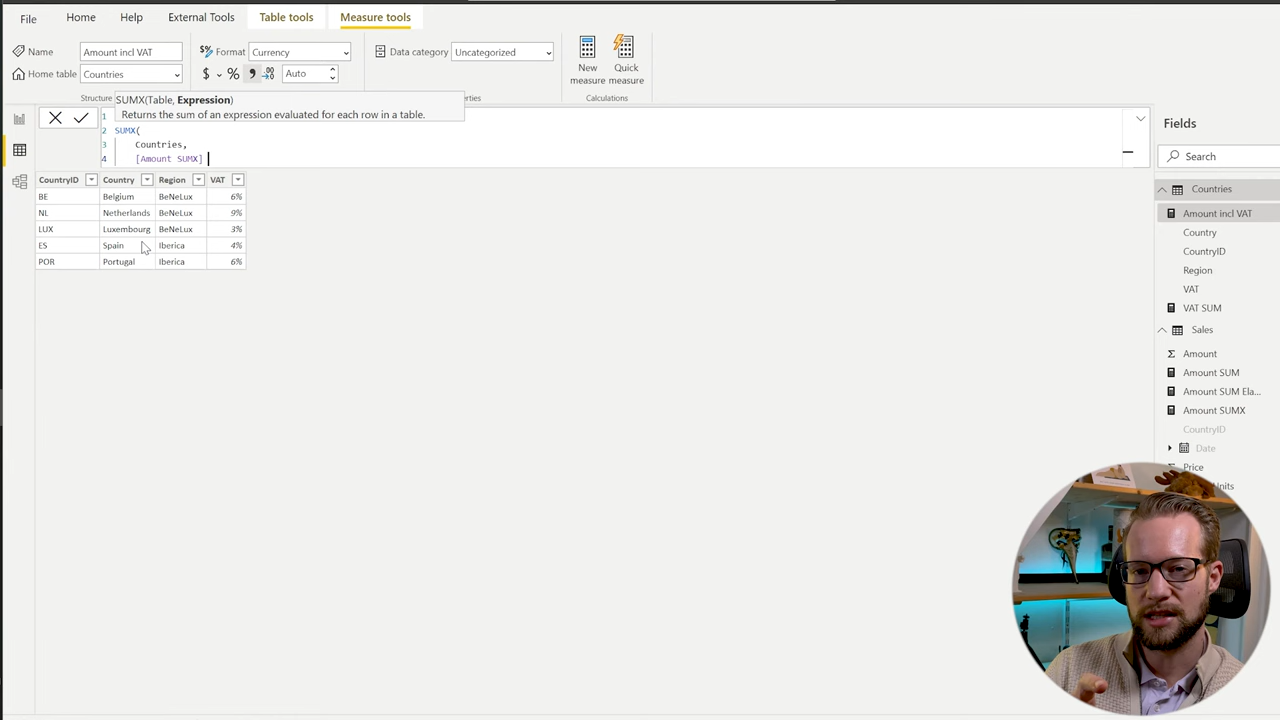 File Home Help External Tools Table tools Measure tools
Name Amount incl VAT
Home table Countries
Structure
Format Currency
$ % Auto
Data category Uncategorized
New measure
Quick measure
Calculations
SUMX(Table, Expression)
Returns the sum of an expression evaluated for each row in a table.
1
2 SUMX(
3 Countries,
4 [Amount SUMX]
CountryID Country Region VAT
BE Belgium BeNeLux 6%
NL Netherlands BeNeLux 9%
LUX Luxembourg BeNeLux 3%
ES Spain Iberica 4%
POR Portugal Iberica 6%
Fields
Search
Countries
Amount incl VAT
Country
CountryID
Region
VAT
VAT SUM
Sales
Σ Amount
Amount SUM
Amount SUM Ela...
Amount SUMX
CountryID
Date
Price